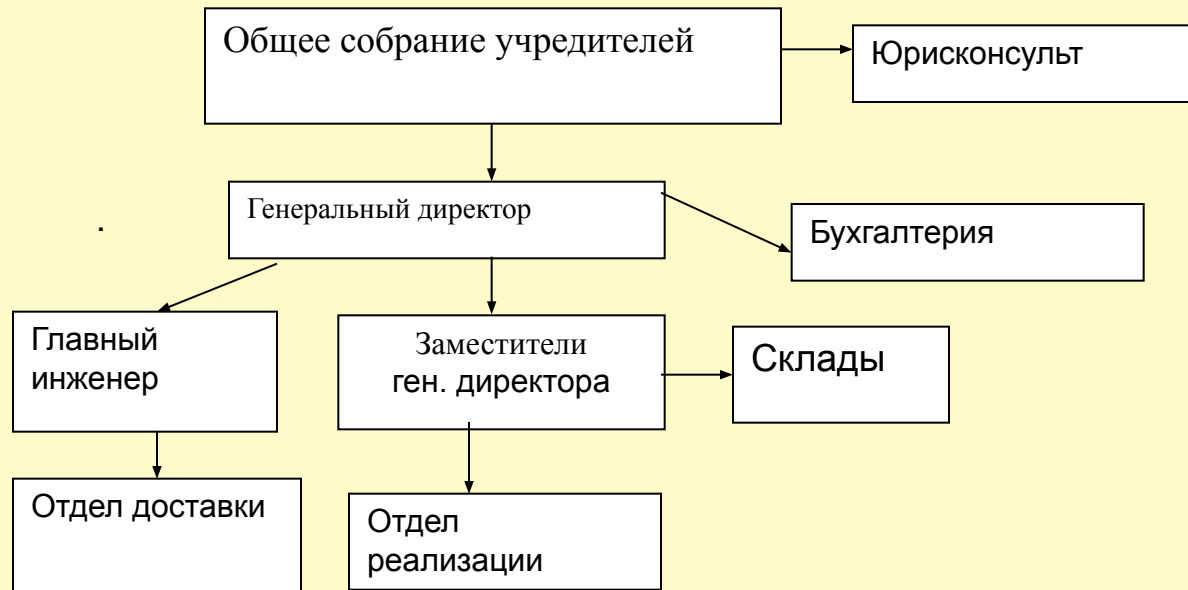 Общее собрание учредителей
Юрисконсульт
Генеральный директор
.
Бухгалтерия
Главный
инженер
Заместители
ген. директора
Склады
Отдел доставки
Отдел
реализации